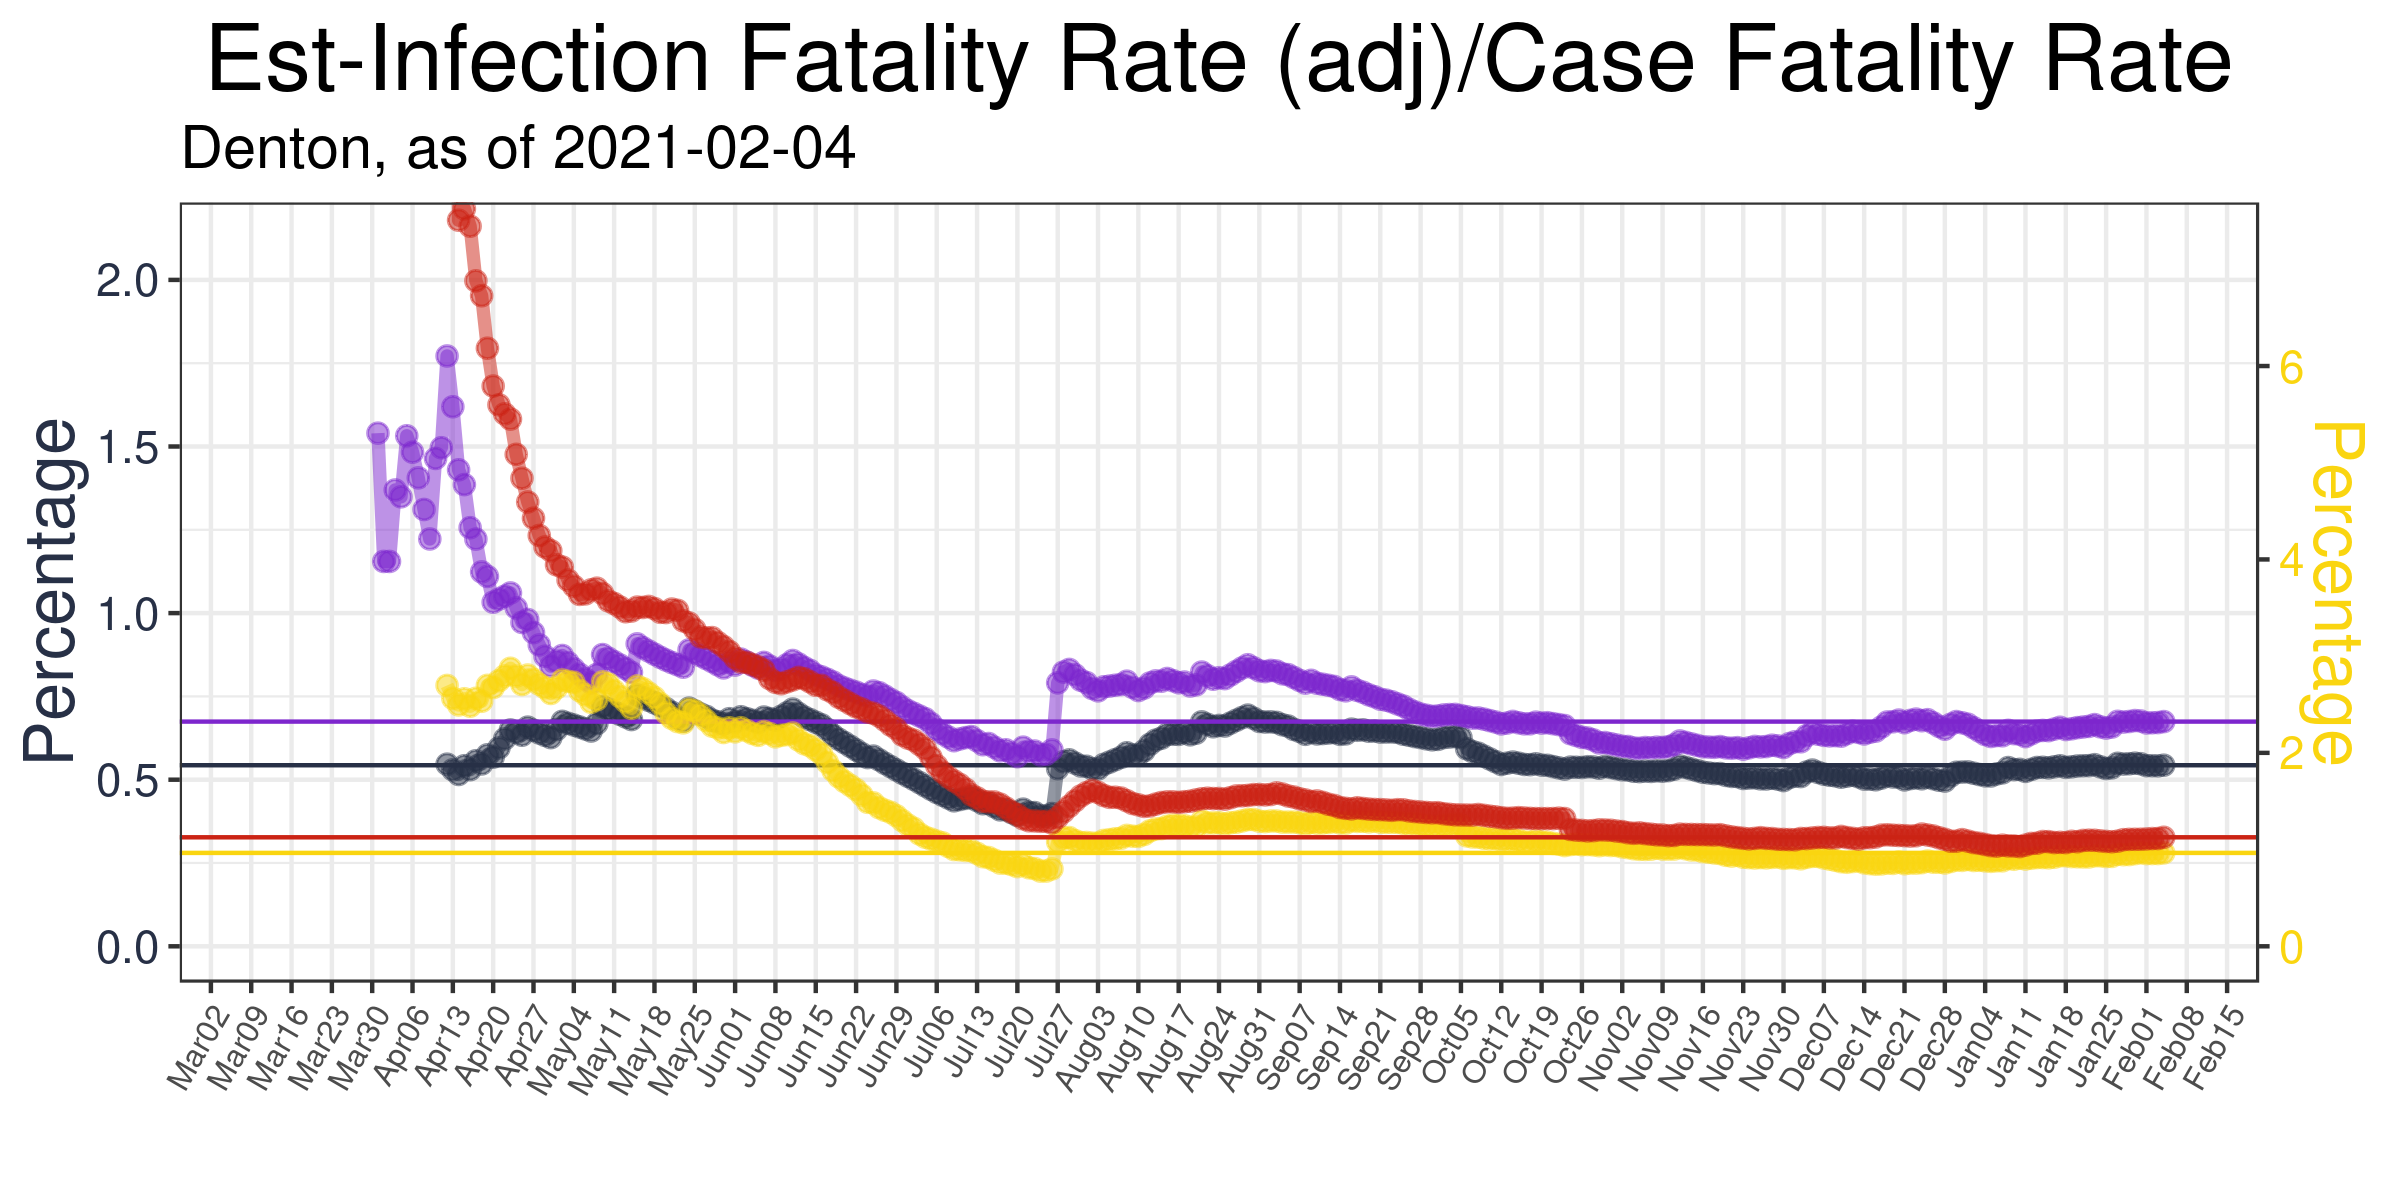 Est-Infection Fatality Rate (adj)/Case Fatality Rate
Denton, as of 2021-02-04
Percentage
2.0
1.5
1.0
0.5
0.0
6
4
2
0
Percentage
Mar02 Mar09 Mar16 Mar23 Mar30 Apr06 Apr13 Apr20 Apr27 May04 May11 May18 May25 Jun01 Jun08 Jun15 Jun22 Jun29 Jul06 Jul13 Jul20 Jul27 Aug03 Aug10 Aug17 Aug24 Aug31 Sep07 Sep14 Sep21 Sep28 Oct05 Oct12 Oct19 Oct26 Nov02 Nov09 Nov16 Nov23 Nov30 Dec07 Dec14 Dec21 Dec28 Jan04 Jan11 Jan18 Jan25 Feb01 Feb08 Feb15